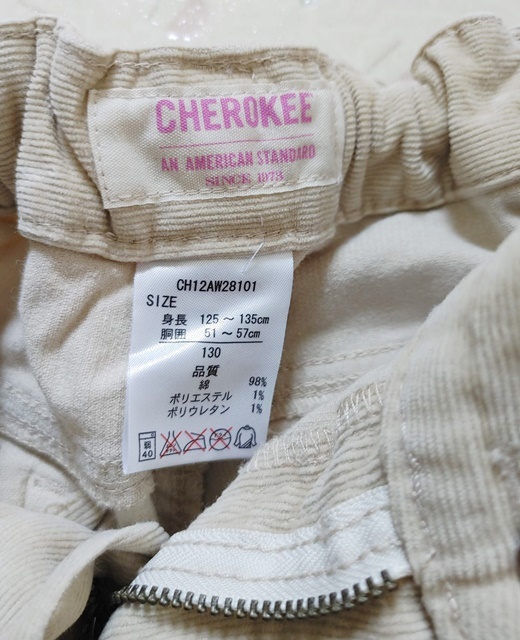 CHEROKEE
AN AMERICAN STANDARD
SINCE 1973
CH12AW28101
SIZE
身長 125 ～ 135cm
胴囲 51 ～ 57cm
130
品質
綿 98%
ポリエステル 1%
ポリウレタン 1%
弱
40